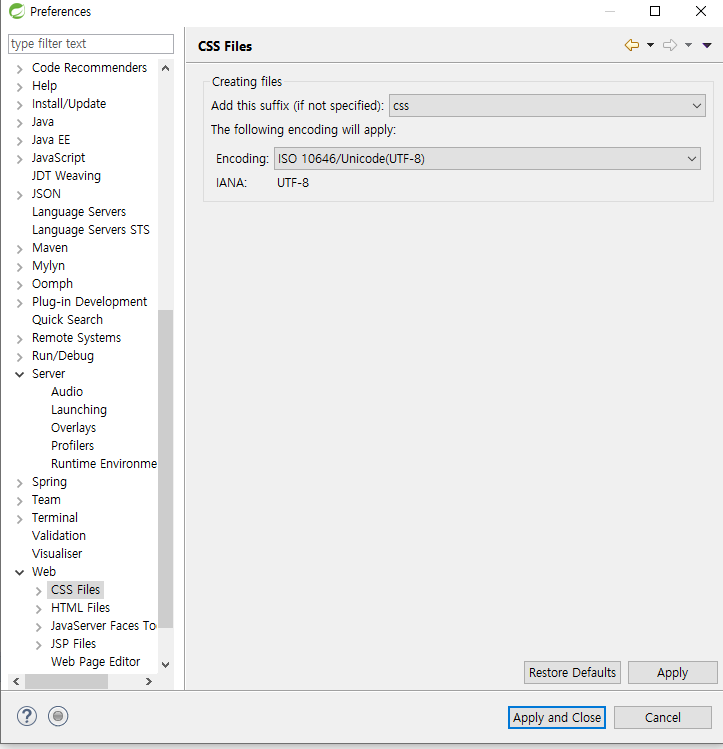 Preferences
type filter text
Code Recommenders
Help
Install/Update
Java
Java EE
JavaScript
JDT Weaving
JSON
Language Servers
Language Servers STS
Maven
Mylyn
Oomph
Plug-in Development
Quick Search
Remote Systems
Run/Debug
Server
Audio
Launching
Overlays
Profilers
Runtime Environme
Spring
Team
Terminal
Validation
Visualiser
Web
CSS Files
HTML Files
JavaServer Faces To
JSP Files
Web Page Editor
CSS Files
Creating files
Add this suffix (if not specified): css
The following encoding will apply:
Encoding: ISO 10646/Unicode(UTF-8)
IANA: UTF-8
Restore Defaults Apply
? Apply and Close Cancel